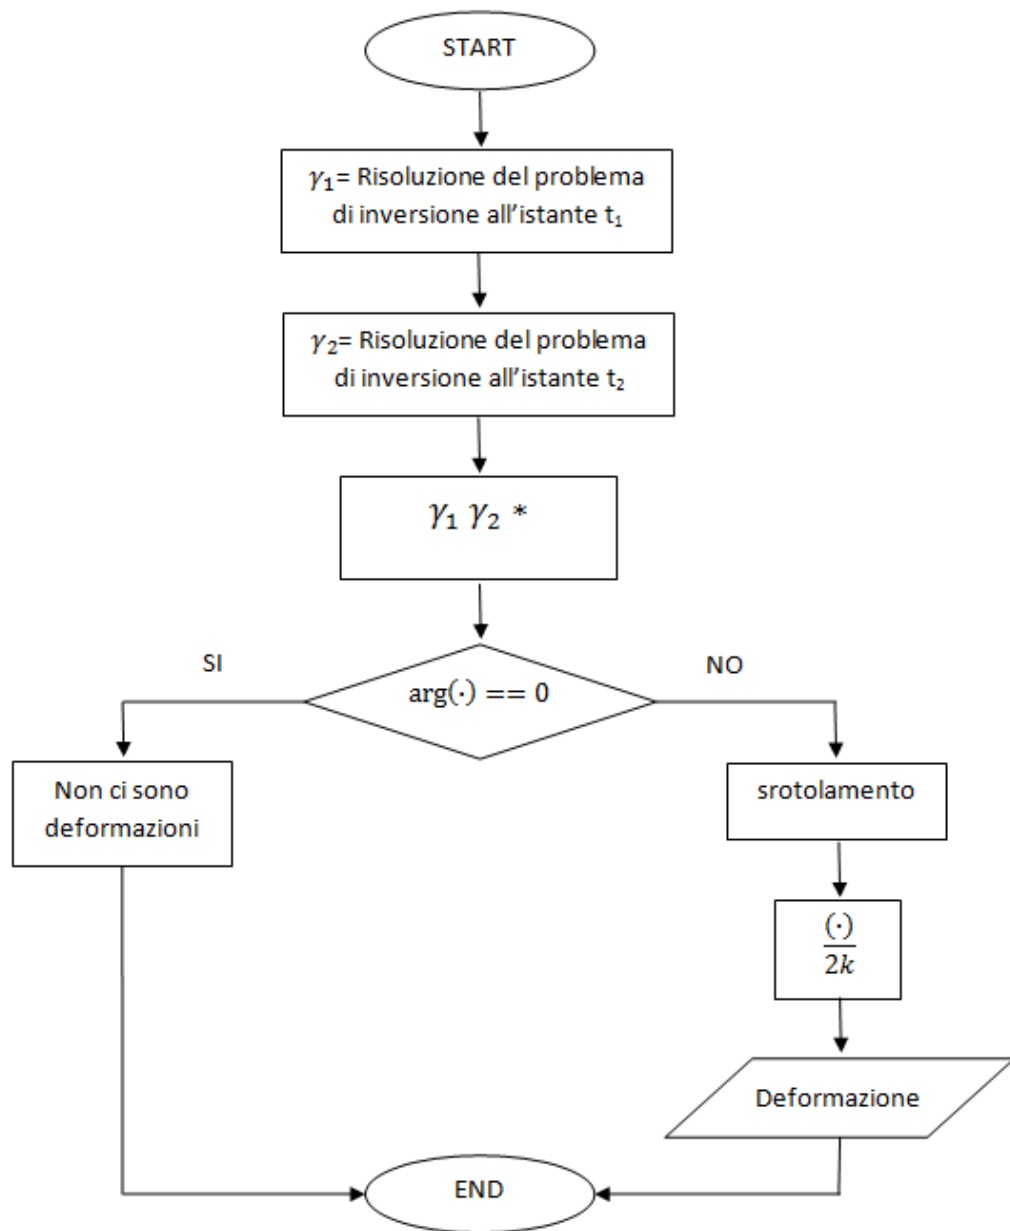 START
γ₁= Risoluzione del problema
di inversione all’istante t₁
γ₂= Risoluzione del problema
di inversione all’istante t₂
γ₁ γ₂ *
SI
NO
arg(·) == 0
Non ci sono
deformazioni
srotolamento
(·)
2k
Deformazione
END